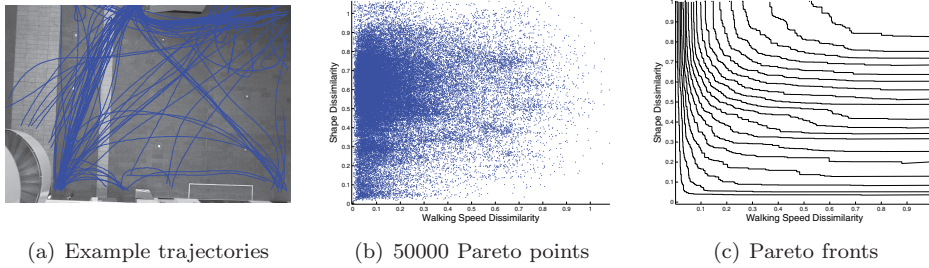 Shape Dissimilarity
1
0.9
0.8
0.7
0.6
0.5
0.4
0.3
0.2
0.1
0
0 0.1 0.2 0.3 0.4 0.5 0.6 0.7 0.8 0.9 1
Walking Speed Dissimilarity
Shape Dissimilarity
1
0.9
0.8
0.7
0.6
0.5
0.4
0.3
0.2
0.1
0.1 0.2 0.3 0.4 0.5 0.6 0.7 0.8 0.9
Walking Speed Dissimilarity
(a) Example trajectories
(b) 50000 Pareto points
(c) Pareto fronts